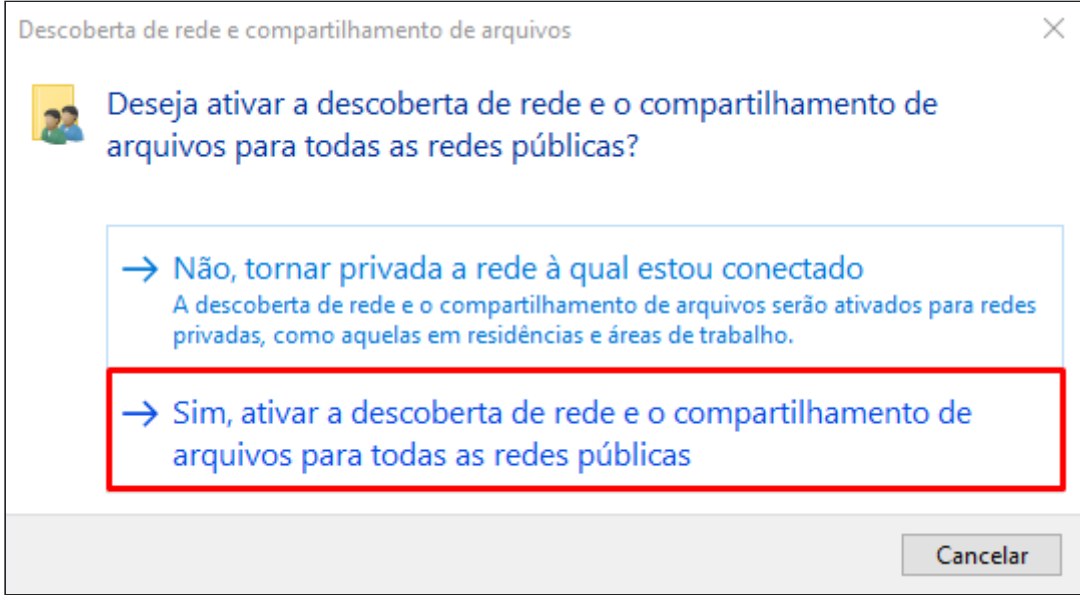 Descoberta de rede e compartilhamento de arquivos
Deseja ativar a descoberta de rede e o compartilhamento de
arquivos para todas as redes públicas?
Não, tornar privada a rede à qual estou conectado
A descoberta de rede e o compartilhamento de arquivos serão ativados para redes
privadas, como aquelas em residências e áreas de trabalho.
Sim, ativar a descoberta de rede e o compartilhamento de
arquivos para todas as redes públicas
Cancelar